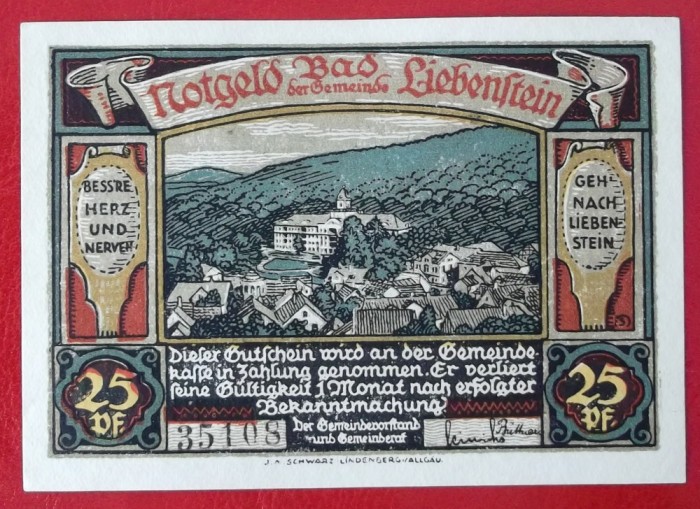 Notgeld Bad Liebenstein
der Gemeinde
BESS'RE
HERZ
UND
NERVEN
GEH-
NACH
LIEBEN
STEIN
Dieser Gutschein wird an der Gemeinde-
kasse in Zahlung genommen. Er verliert
seine Gültigkeit 1 Monat nach erfolgter
Bekanntmachung.
25
Pf
25
Pf.
35108
Der Gemeindevorstand
und Gemeinderat
J. A. SCHWARZ LINDENBERG/ALLGÄU.